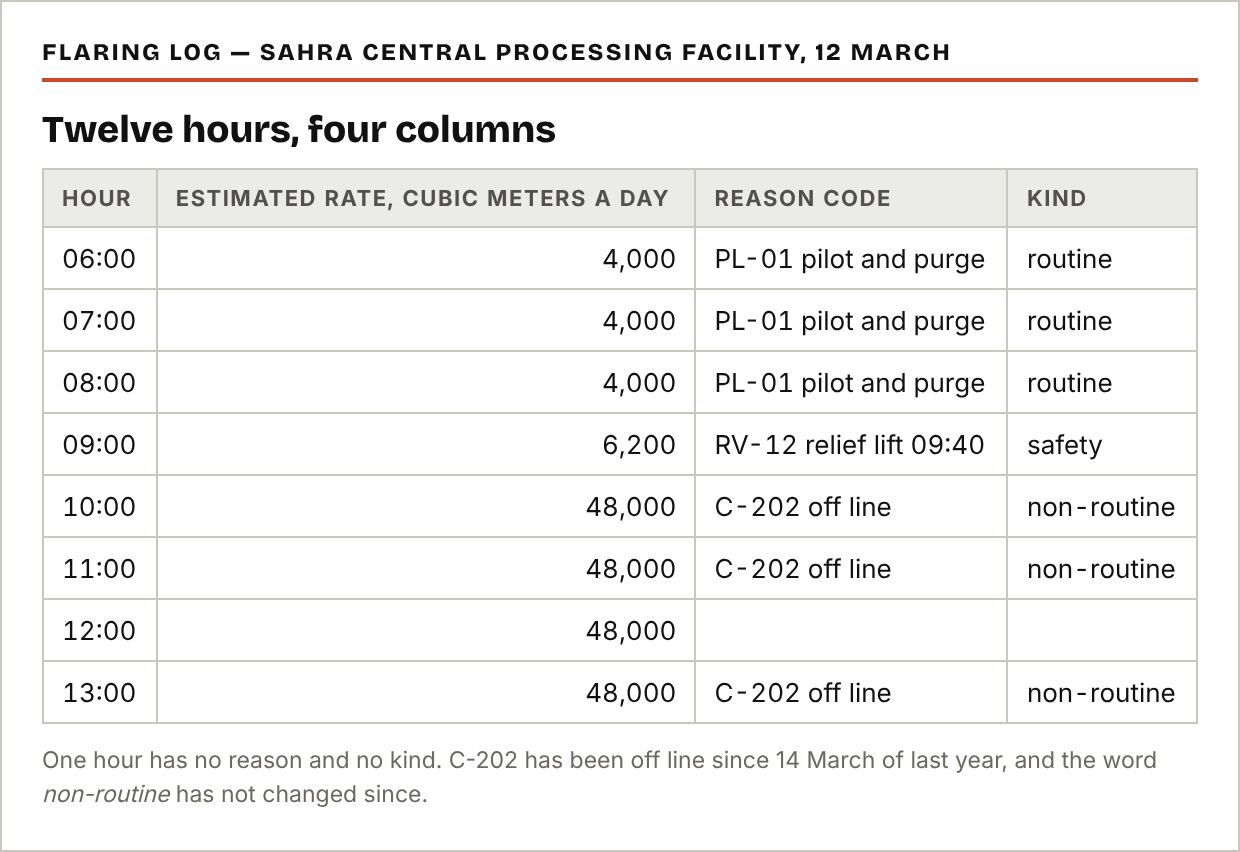 FLARING LOG — SAHRA CENTRAL PROCESSING FACILITY, 12 MARCH
Twelve hours, four columns
HOUR ESTIMATED RATE, CUBIC METERS A DAY REASON CODE KIND
06:00 4,000 PL-01 pilot and purge routine
07:00 4,000 PL-01 pilot and purge routine
08:00 4,000 PL-01 pilot and purge routine
09:00 6,200 RV-12 relief lift 09:40 safety
10:00 48,000 C-202 off line non-routine
11:00 48,000 C-202 off line non-routine
12:00 48,000
13:00 48,000 C-202 off line non-routine
One hour has no reason and no kind. C-202 has been off line since 14 March of last year, and the word
non-routine has not changed since.